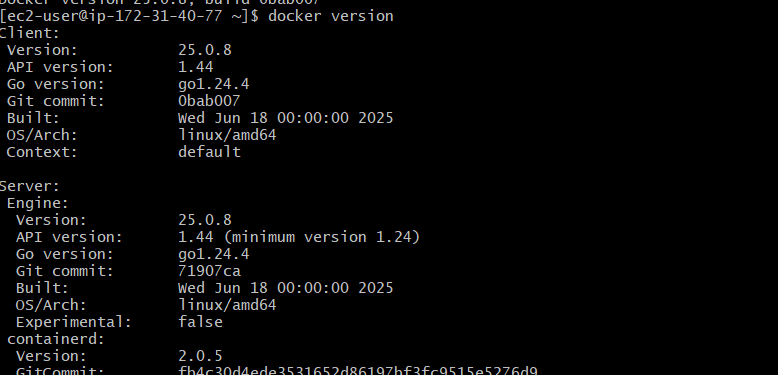 Docker version 25.0.8, build 0bab007
[ec2-user@ip-172-31-40-77 ~]$ docker version
Client:
Version: 25.0.8
API version: 1.44
Go version: go1.24.4
Git commit: 0bab007
Built: Wed Jun 18 00:00:00 2025
OS/Arch: linux/amd64
Context: default
Server:
Engine:
Version: 25.0.8
API version: 1.44 (minimum version 1.24)
Go version: go1.24.4
Git commit: 71907ca
Built: Wed Jun 18 00:00:00 2025
OS/Arch: linux/amd64
Experimental: false
containerd:
Version: 2.0.5
GitCommit: fb4c30d4ede3531652d86197bf3fc9515e5276d9